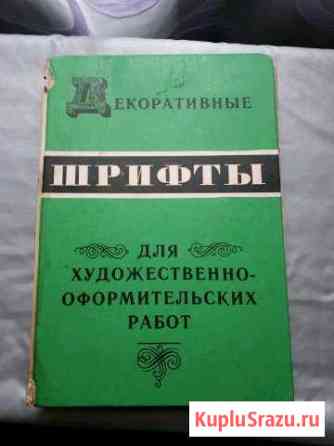 ДЕКОРАТИВНЫЕ
ШРИФТЫ
ДЛЯ
ХУДОЖЕСТВЕННО-
ОФОРМИТЕЛЬСКИХ
РАБОТ
KupluSrazu.ru